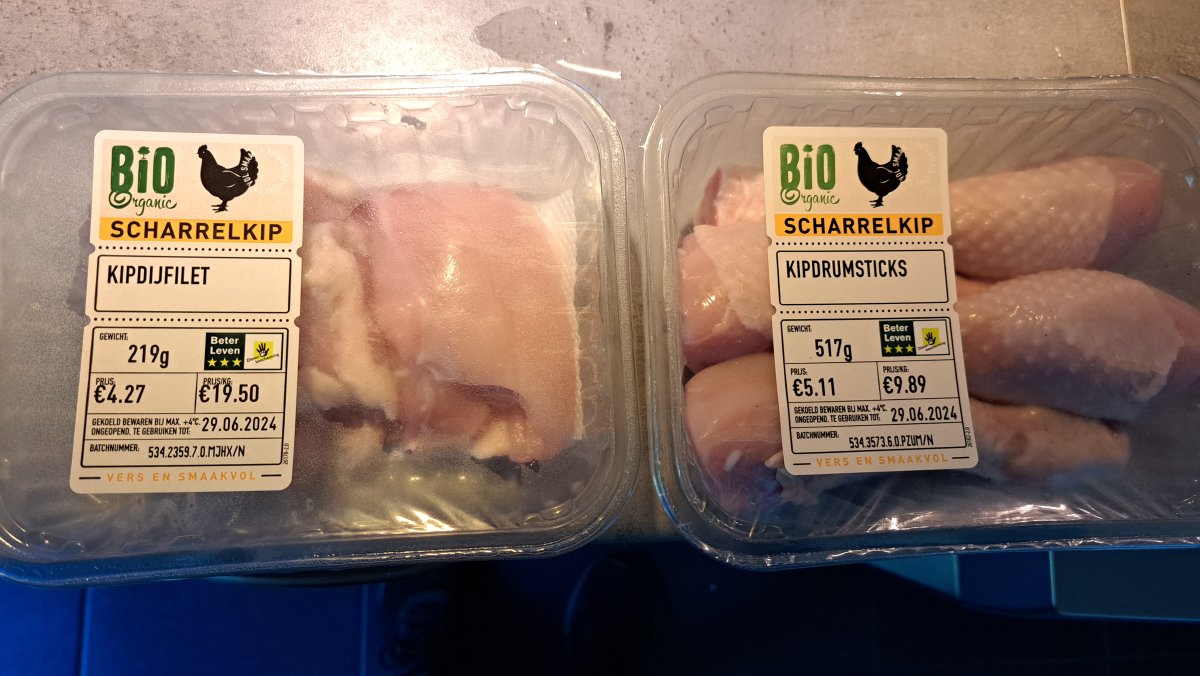 BiO
Organic
SCHARRELKIP
KIPDIJFILET
GEWICHT:
219g
Beter
Leven
Dieren
bescherming
PRIJS:
€4.27
PRIJS/KG:
€19.50
GEKOELD BEWAREN BIJ MAX. +4°C.
ONGEOPEND, TE GEBRUIKEN TOT:
29.06.2024
BATCHNUMMER:
534.2359.7.0.MJHX/N
VERS EN SMAAKVOL
BiO
Organic
SCHARRELKIP
KIPDRUMSTICKS
GEWICHT:
517g
Beter
Leven
PRIJS:
€5.11
PRIJS/KG:
€9.89
GEKOELD BEWAREN BIJ MAX. +4°C.
ONGEOPEND, TE GEBRUIKEN TOT:
29.06.2024
BATCHNUMMER:
534.3573.6.0.PZUM/N
VERS EN SMAAKVOL